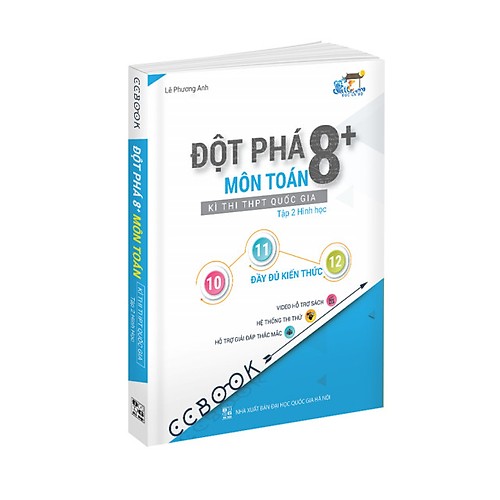 Lê Phương Anh
ĐỘT PHÁ 8+
MÔN TOÁN
KÌ THI THPT QUỐC GIA
Tập 2 Hình học
11
10
12
ĐẦY ĐỦ KIẾN THỨC
VIDEO HỖ TRỢ SÁCH
HỆ THỐNG THI THỬ
HỖ TRỢ GIẢI ĐÁP THẮC MẮC
CCBOOK
NHÀ XUẤT BẢN ĐẠI HỌC QUỐC GIA HÀ NỘI
CCBOOK
ĐỘT PHÁ 8+ MÔN TOÁN
KÌ THI THPT QUỐC GIA
Tập 2 Hình Học